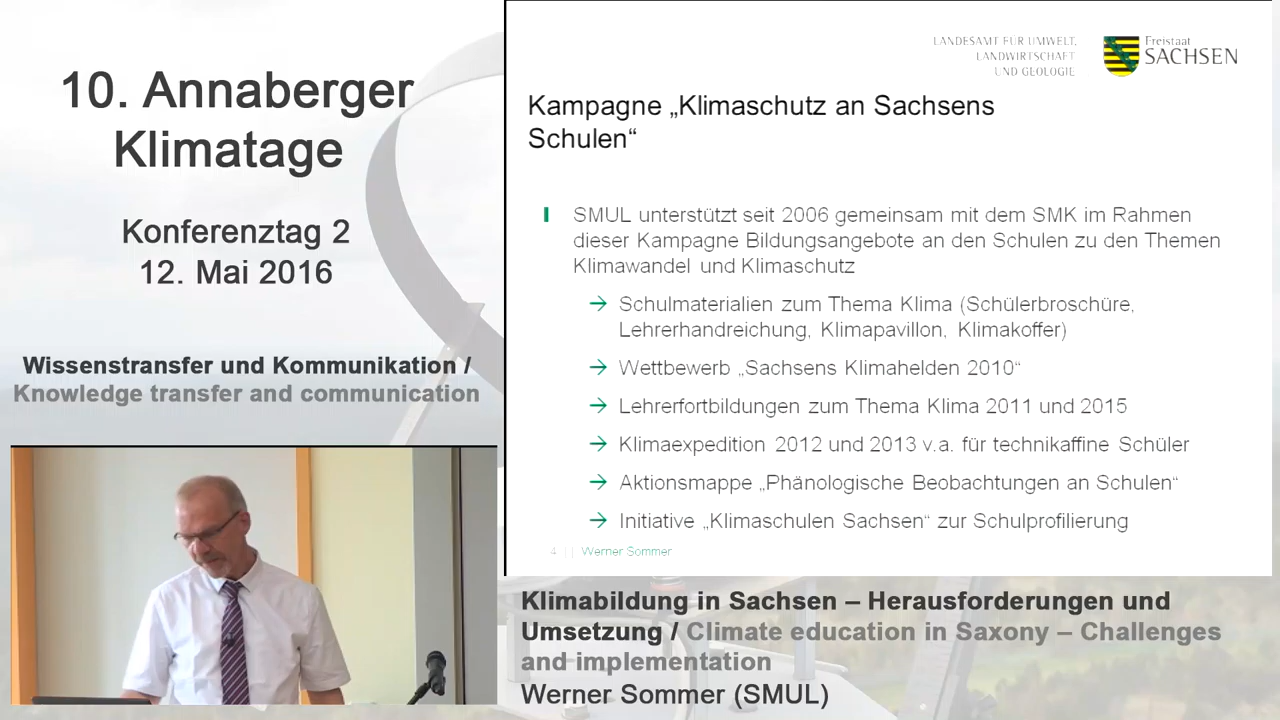 10. Annaberger
Klimatage
Konferenztag 2
12. Mai 2016
Wissenstransfer und Kommunikation /
Knowledge transfer and communication
LANDESAMT FÜR UMWELT,
LANDWIRTSCHAFT
UND GEOLOGIE
Freistaat
SACHSEN
Kampagne „Klimaschutz an Sachsens
Schulen“
SMUL unterstützt seit 2006 gemeinsam mit dem SMK im Rahmen
dieser Kampagne Bildungsangebote an den Schulen zu den Themen
Klimawandel und Klimaschutz
→ Schulmaterialien zum Thema Klima (Schülerbroschüre,
Lehrerhandreichung, Klimapavillon, Klimakoffer)
→ Wettbewerb „Sachsens Klimahelden 2010“
→ Lehrerfortbildungen zum Thema Klima 2011 und 2015
→ Klimaexpedition 2012 und 2013 v.a. für technikaffine Schüler
→ Aktionsmappe „Phänologische Beobachtungen an Schulen“
→ Initiative „Klimaschulen Sachsen“ zur Schulprofilierung
4 || Werner Sommer
Klimabildung in Sachsen – Herausforderungen und
Umsetzung / Climate education in Saxony – Challenges
and implementation
Werner Sommer (SMUL)